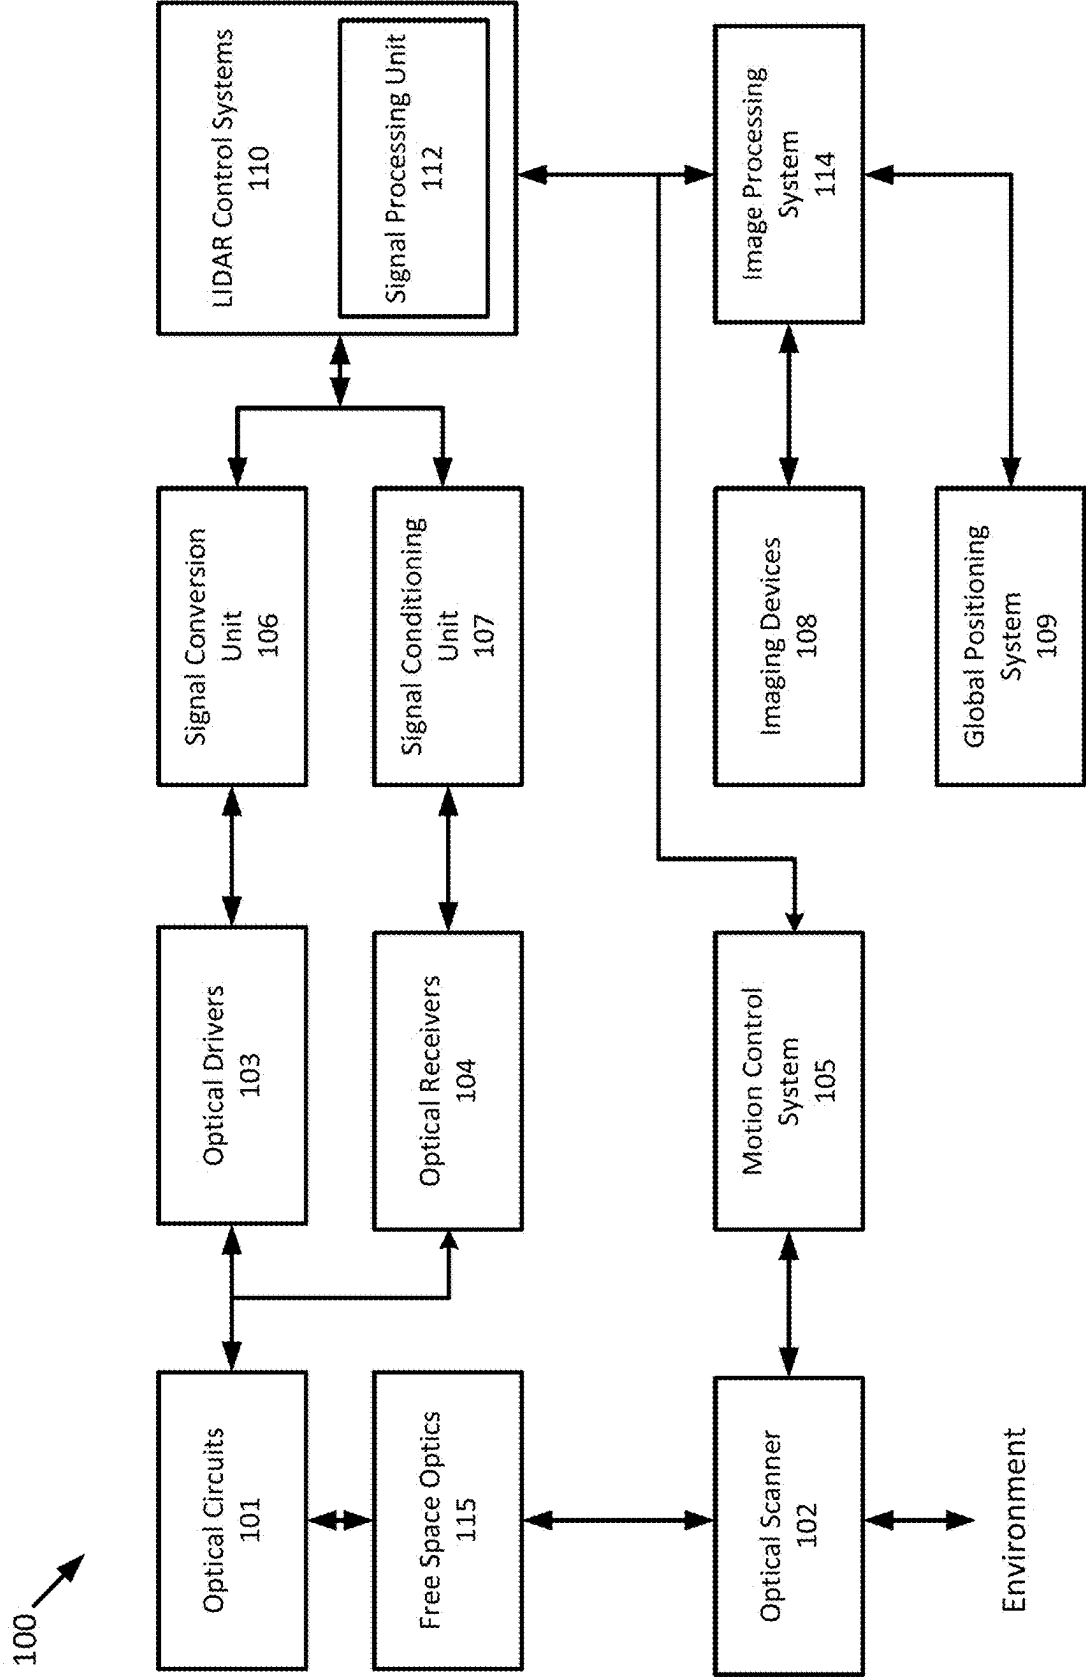 100
Optical Circuits
101
Optical Drivers
103
Signal Conversion
Unit
106
LIDAR Control Systems
110
Signal Processing Unit
112
Free Space Optics
115
Optical Receivers
104
Signal Conditioning
Unit
107
Optical Scanner
102
Motion Control
System
105
Imaging Devices
108
Image Processing
System
114
Environment
Global Positioning
System
109